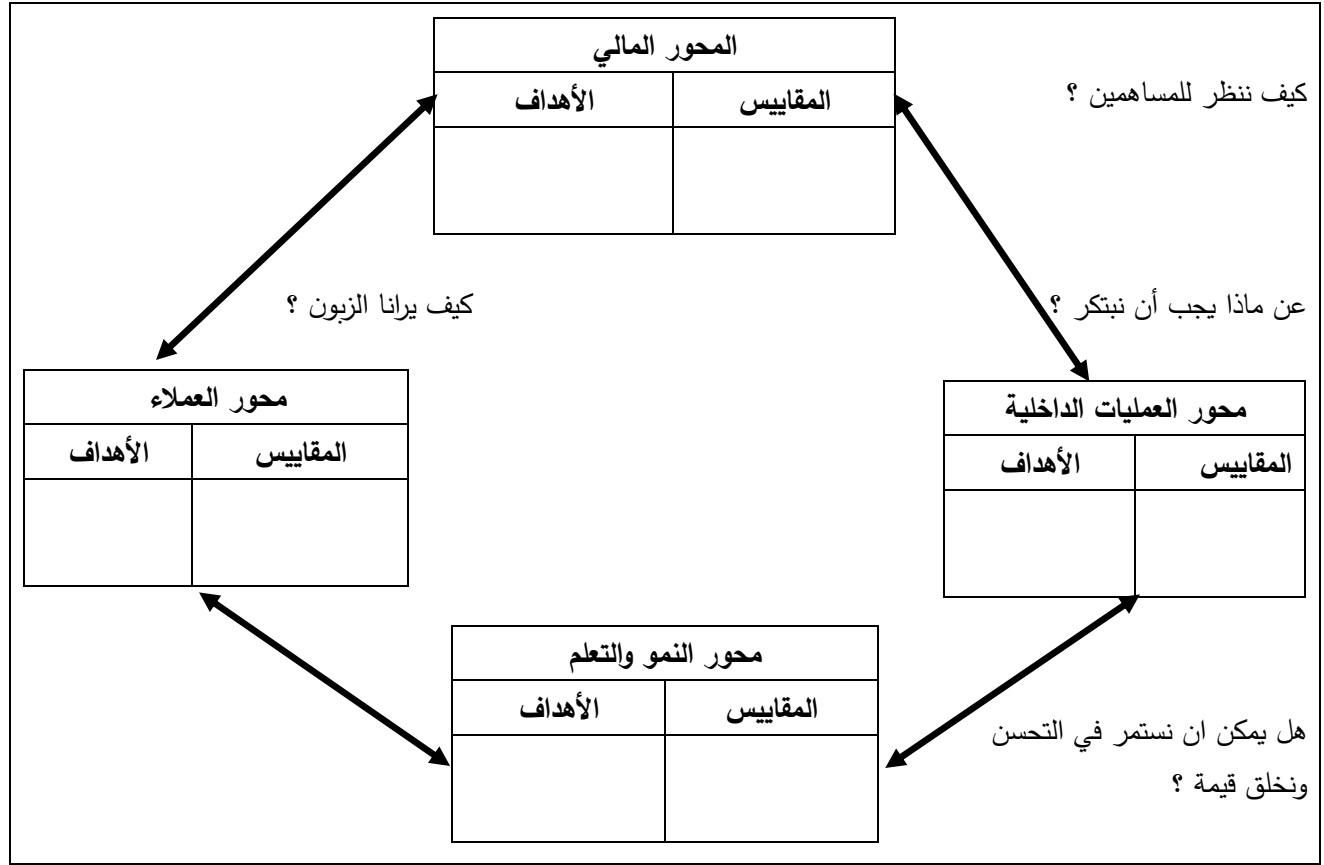 المحور المالي
المقاييس الأهداف
كيف ننظر للمساهمين ؟
عن ماذا يجب أن نبتكر ؟
كيف يرانا الزبون ؟
محور العمليات الداخلية
المقاييس الأهداف
محور العملاء
المقاييس الأهداف
محور النمو والتعلم
المقاييس الأهداف
هل يمكن ان نستمر في التحسن
ونخلق قيمة ؟